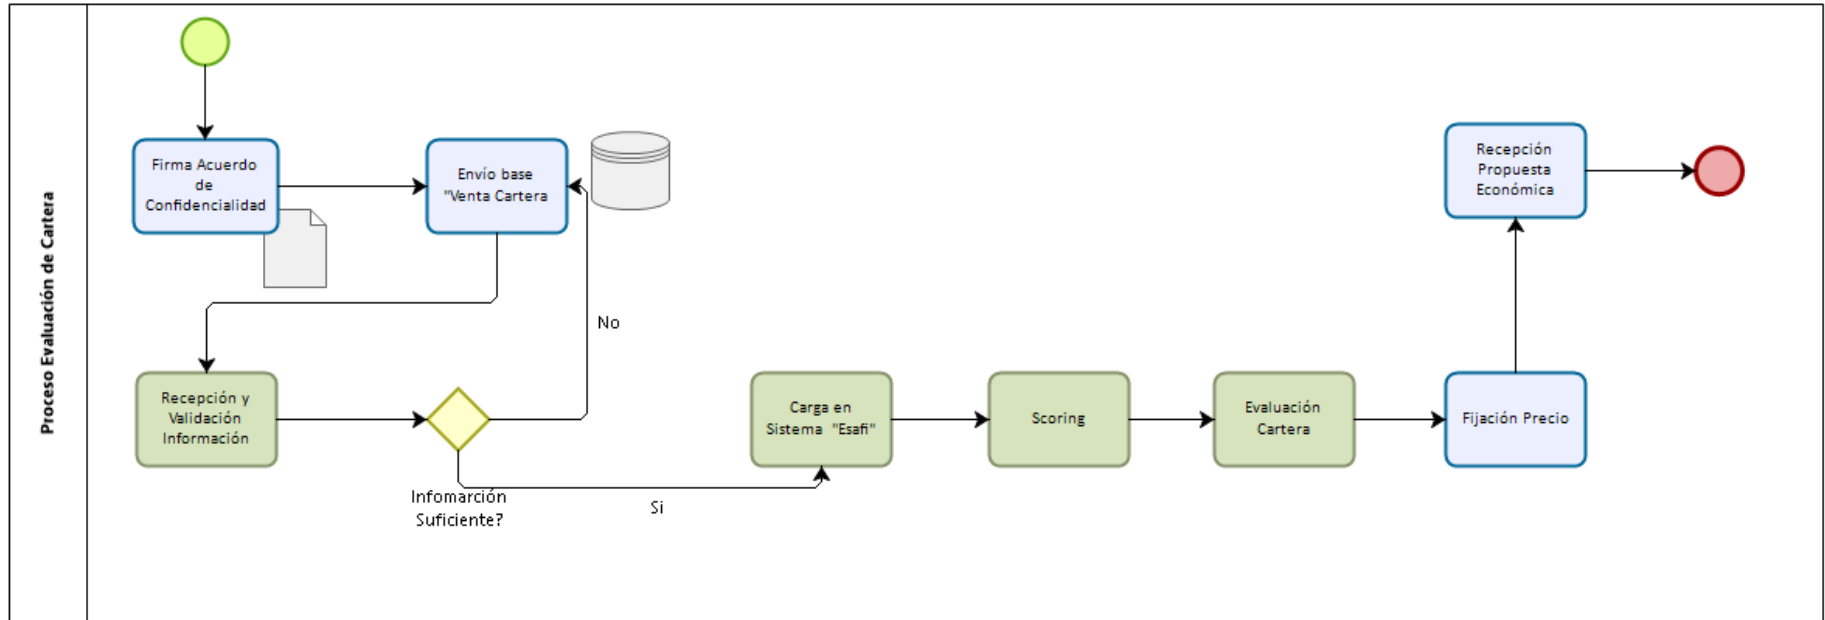 Proceso Evaluación de Cartera
Firma Acuerdo
de
Confidencialidad
Envío base
"Venta Cartera
Recepción
Propuesta
Económica
No
Recepción y
Validación
Información
Infomarción
Suficiente?
Si
Carga en
Sistema "Esafi"
Scoring
Evaluación
Cartera
Fijación Precio